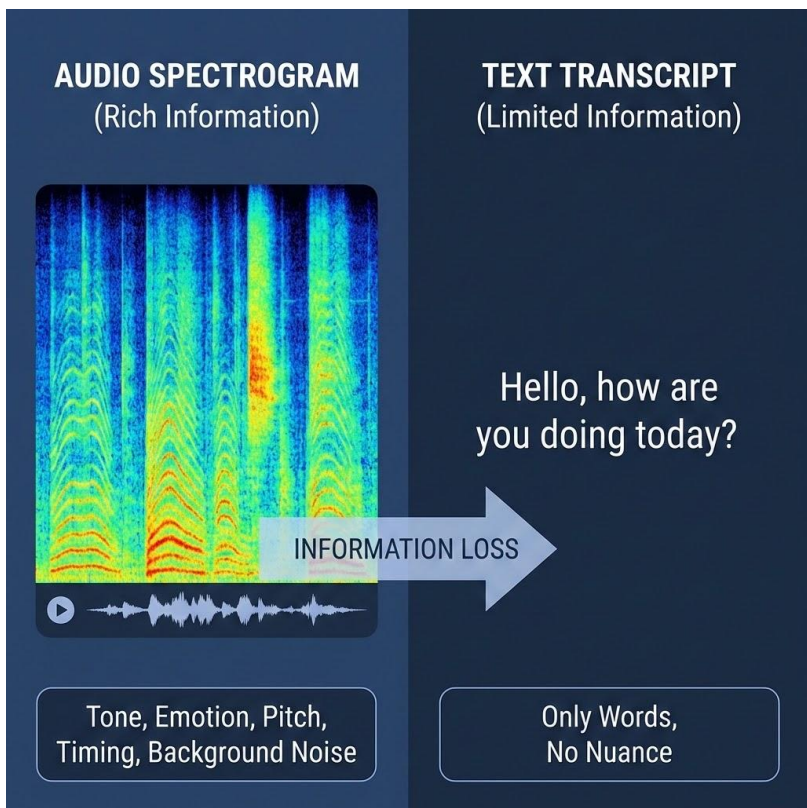 AUDIO SPECTROGRAM
(Rich Information)
TEXT TRANSCRIPT
(Limited Information)
Hello, how are
you doing today?
INFORMATION LOSS
Tone, Emotion, Pitch,
Timing, Background Noise
Only Words,
No Nuance